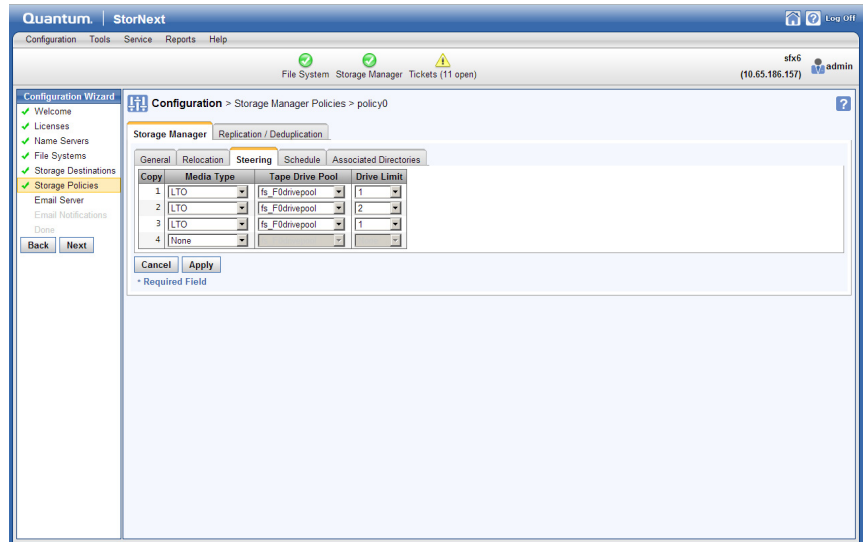 Quantum. StorNext
Log Off
Configuration Tools Service Reports Help
File System Storage Manager Tickets (11 open)
sfx6
(10.65.186.157)
admin
Configuration Wizard
Welcome
Licenses
Name Servers
File Systems
Storage Destinations
Storage Policies
Email Server
Email Notifications
Done
Back Next
Configuration > Storage Manager Policies > policy0
?
Storage Manager Replication / Deduplication
General Relocation Steering Schedule Associated Directories
Copy Media Type Tape Drive Pool Drive Limit
1 LTO fs_F0drivepool 1
2 LTO fs_F0drivepool 2
3 LTO fs_F0drivepool 1
4 None
Cancel Apply
* Required Field